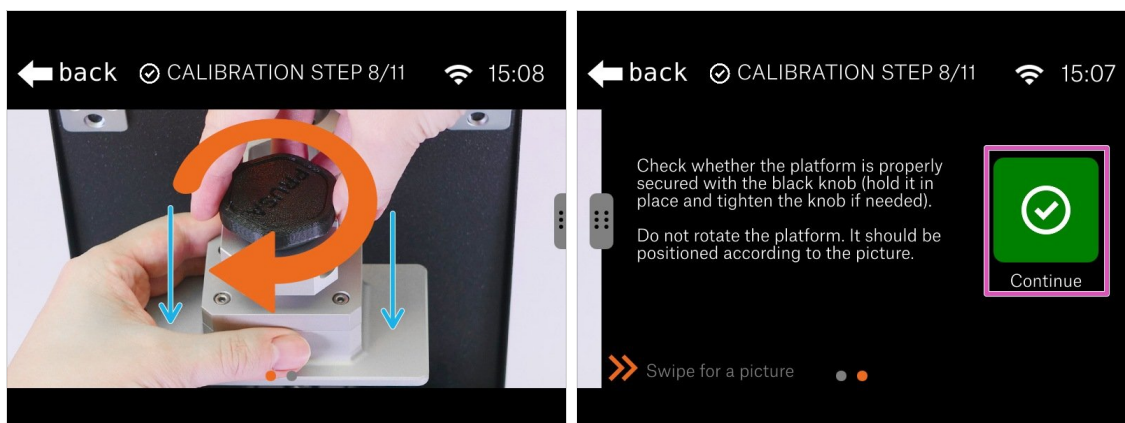 back CALIBRATION STEP 8/11 15:08
PRUSA
back CALIBRATION STEP 8/11 15:07
Check whether the platform is properly
secured with the black knob (hold it in
place and tighten the knob if needed).
Do not rotate the platform. It should be
positioned according to the picture.
Continue
Swipe for a picture